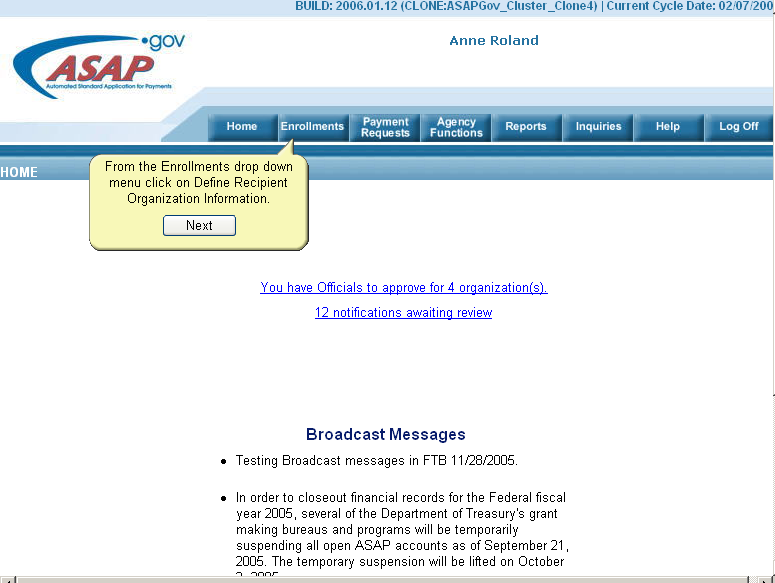 BUILD: 2006.01.12 (CLONE:ASAPGov_Cluster_Clone4) | Current Cycle Date: 02/07/200
.gov
ASAP
Automated Standard Application for Payments
Anne Roland
Home
Enrollments
Payment
Requests
Agency
Functions
Reports
Inquiries
Help
Log Off
HOME
From the Enrollments drop down
menu click on Define Recipient
Organization Information.
Next
You have Officials to approve for 4 organization(s).
12 notifications awaiting review
Broadcast Messages
• Testing Broadcast messages in FTB 11/28/2005.
• In order to closeout financial records for the Federal fiscal
year 2005, several of the Department of Treasury's grant
making bureaus and programs will be temporarily
suspending all open ASAP accounts as of September 21,
2005. The temporary suspension will be lifted on October